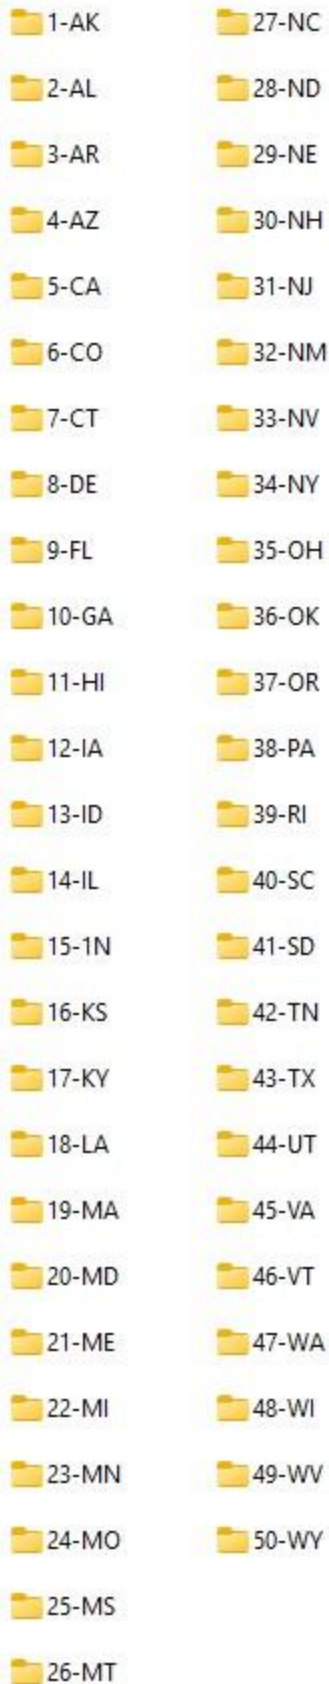 1-AK
2-AL
3-AR
4-AZ
5-CA
6-CO
7-CT
8-DE
9-FL
10-GA
11-HI
12-IA
13-ID
14-IL
15-1N
16-KS
17-KY
18-LA
19-MA
20-MD
21-ME
22-MI
23-MN
24-MO
25-MS
26-MT
27-NC
28-ND
29-NE
30-NH
31-NJ
32-NM
33-NV
34-NY
35-OH
36-OK
37-OR
38-PA
39-RI
40-SC
41-SD
42-TN
43-TX
44-UT
45-VA
46-VT
47-WA
48-WI
49-WV
50-WY